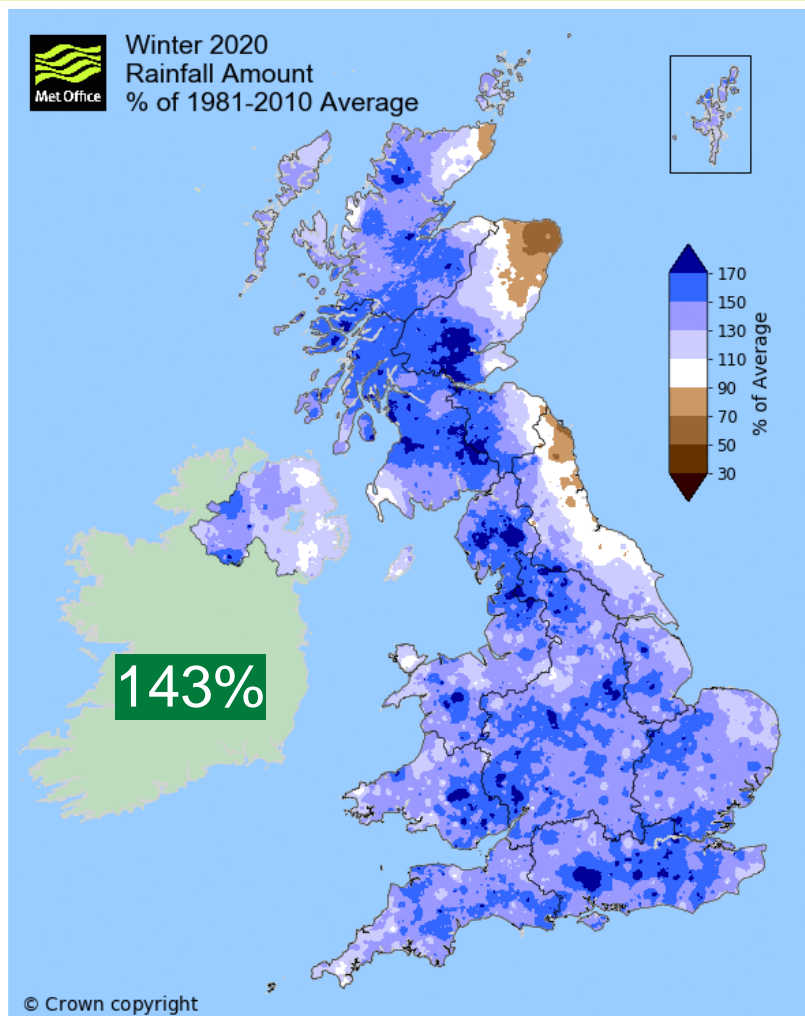 Met Office
Winter 2020
Rainfall Amount
% of 1981-2010 Average
170
150
130
110
90
70
50
30
% of Average
143%
© Crown copyright